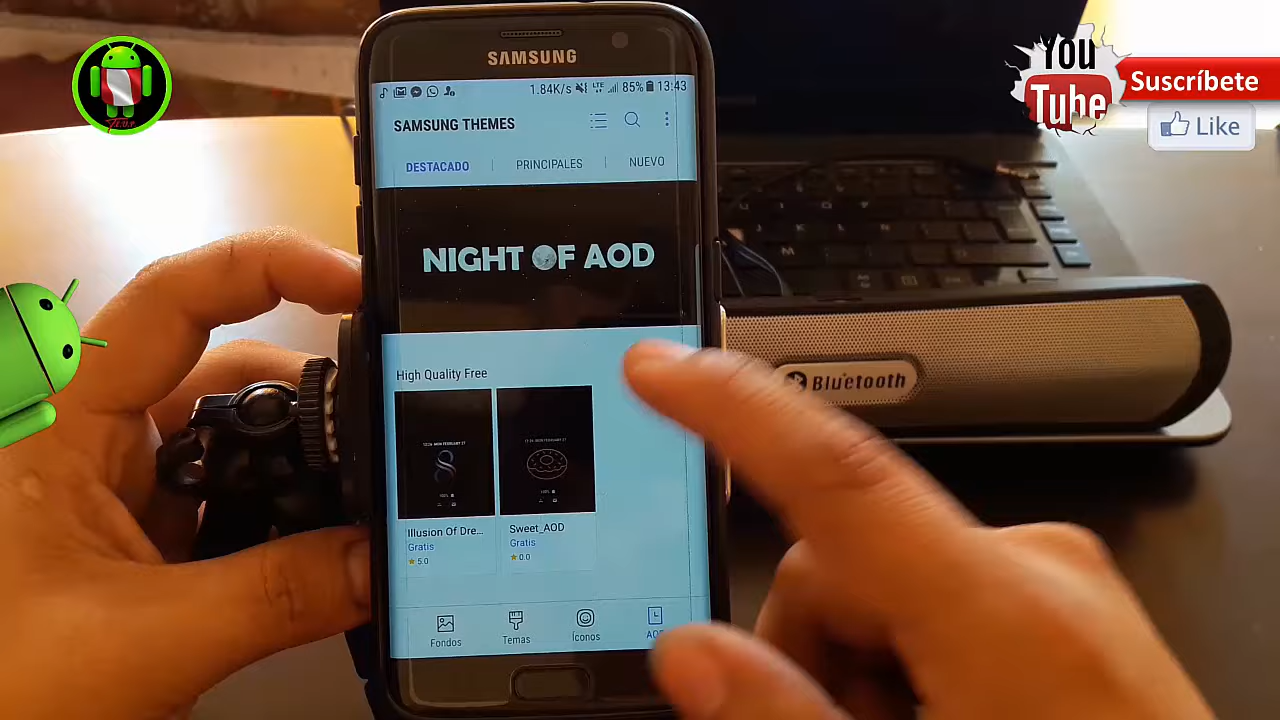 SAMSUNG
1.84K/s LTE 85% 13:43
SAMSUNG THEMES
DESTACADO PRINCIPALES NUEVO
NIGHT OF AOD
High Quality Free
Illusion Of Dre... Sweet_AOD
Gratis Gratis
5.0 0.0
Fondos Temas Íconos
You
Tube
Suscríbete
Like
Bluetooth